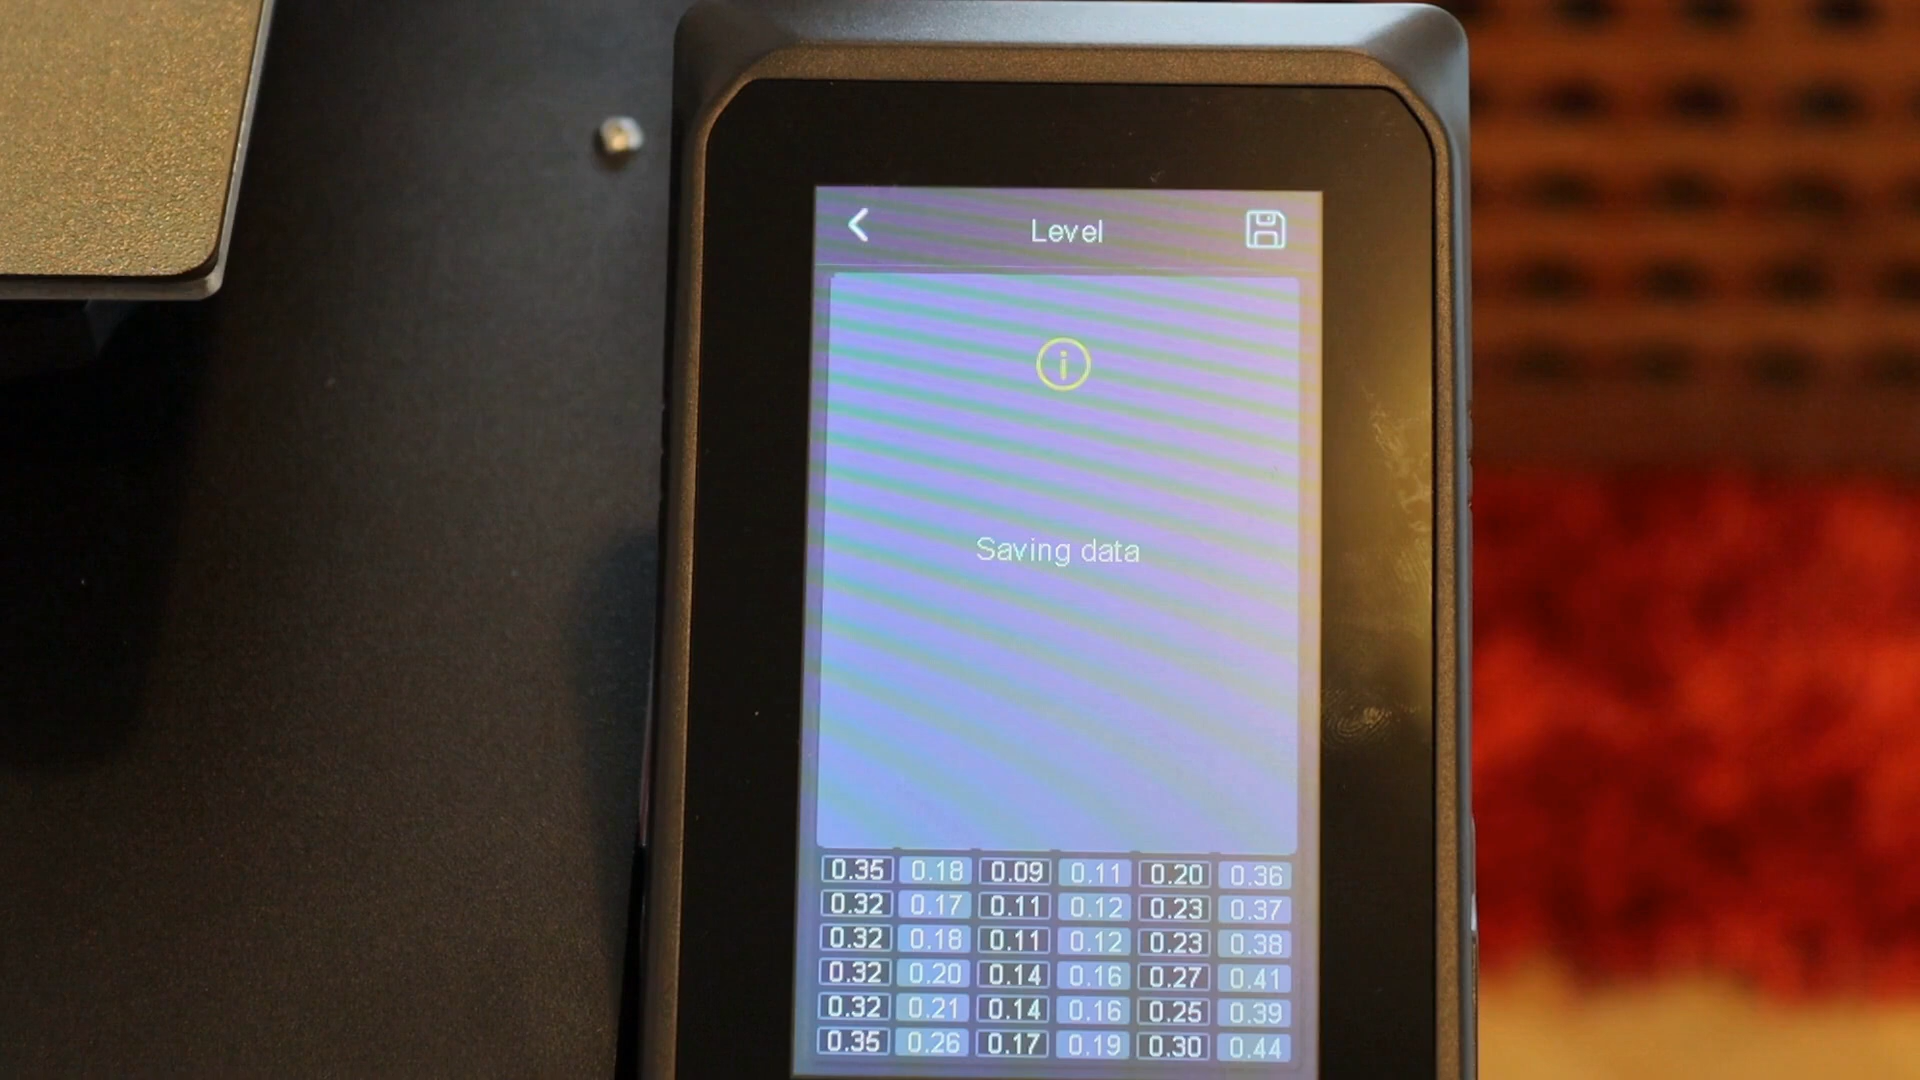 Level
Saving data
0.35 0.18 0.09 0.11 0.20 0.36
0.32 0.17 0.11 0.12 0.23 0.37
0.32 0.18 0.11 0.12 0.23 0.38
0.32 0.20 0.14 0.16 0.27 0.41
0.32 0.21 0.14 0.16 0.25 0.39
0.35 0.26 0.17 0.19 0.30 0.44